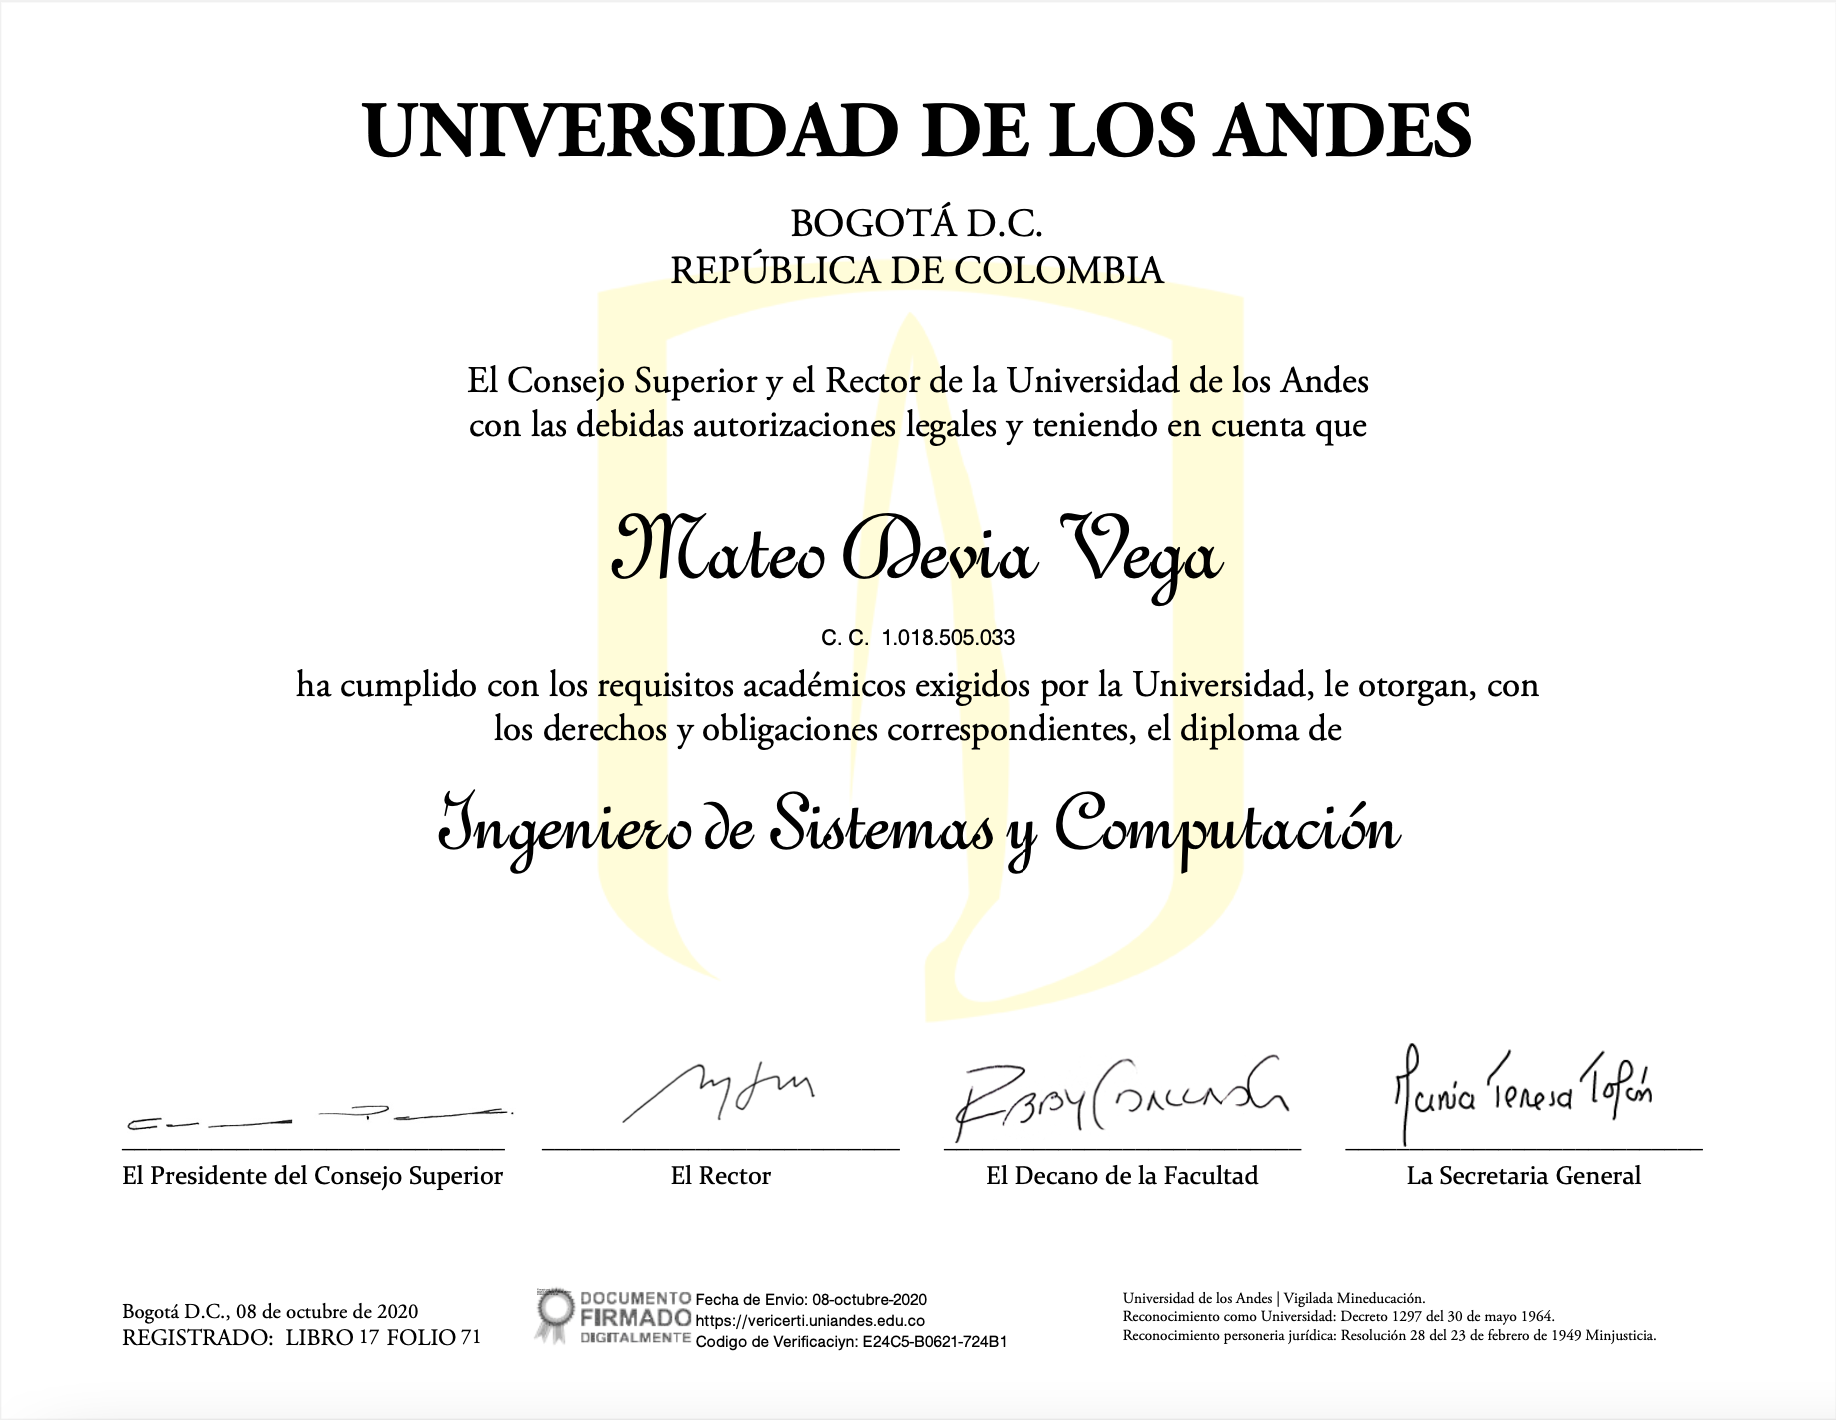 UNIVERSIDAD DE LOS ANDES
BOGOTÁ D.C.
REPÚBLICA DE COLOMBIA
El Consejo Superior y el Rector de la Universidad de los Andes
con las debidas autorizaciones legales y teniendo en cuenta que
Mateo Devia Vega
C. C. 1.018.505.033
ha cumplido con los requisitos académicos exigidos por la Universidad, le otorgan, con
los derechos y obligaciones correspondientes, el diploma de
Ingeniero de Sistemas y Computación
María Teresa Tofiín
El Presidente del Consejo Superior
El Rector
El Decano de la Facultad
La Secretaria General
Bogotá D.C., 08 de octubre de 2020
REGISTRADO: LIBRO 17 FOLIO 71
DOCUMENTO
FIRMADO
DIGITALMENTE
Fecha de Envio: 08-octubre-2020
https://vericerti.uniandes.edu.co
Codigo de Verificaciyn: E24C5-B0621-724B1
Universidad de los Andes | Vigilada Mineducación.
Reconocimiento como Universidad: Decreto 1297 del 30 de mayo 1964.
Reconocimiento personeria jurídica: Resolución 28 del 23 de febrero de 1949 Minjusticia.